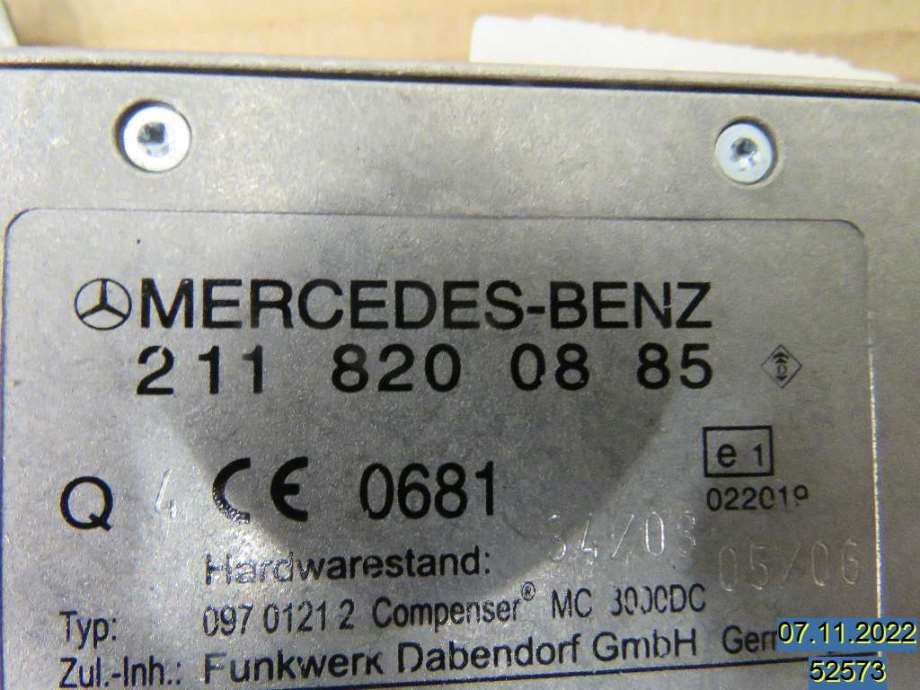 MERCEDES-BENZ
211 820 08 85
Q 4 CE 0681 e 1
022019
Hardwarestand: 34/03 05/06
Typ: 097 0121 2 Compenser® MC 3000DC
Zul.-Inh.: Funkwerk Dabendorf GmbH
07.11.2022
52573